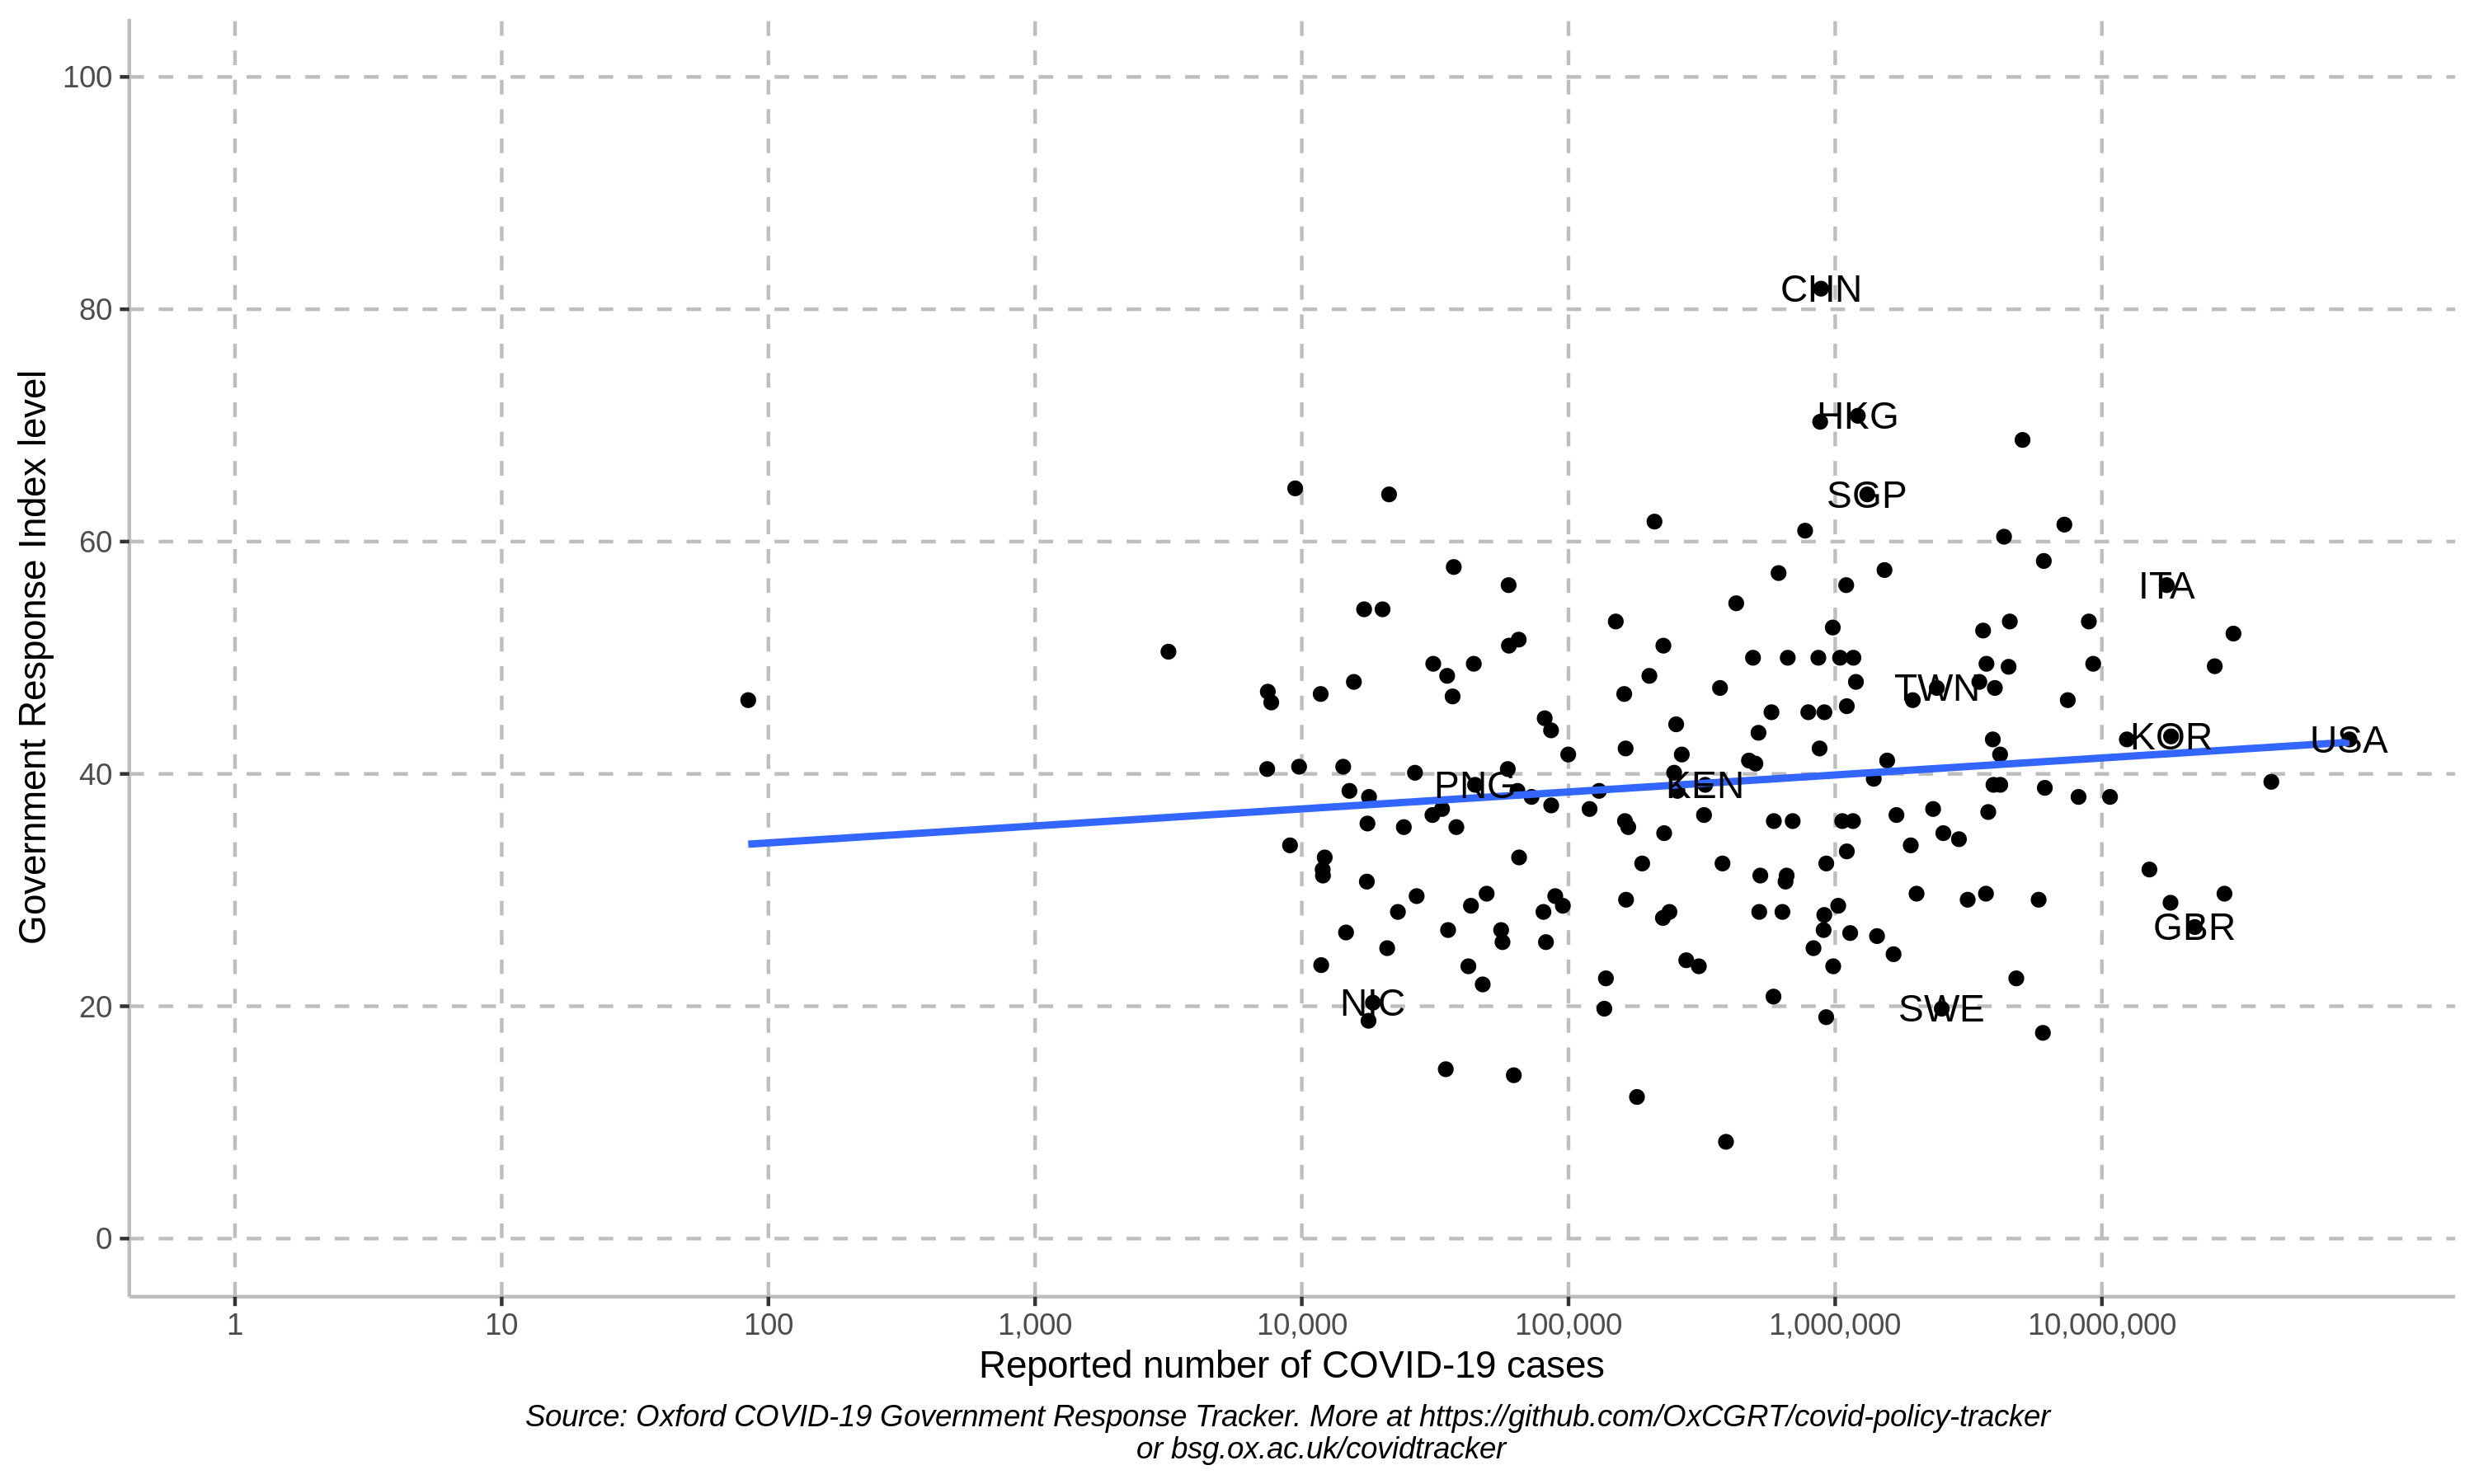 Government Response Index level
100
80
60
40
20
0
CHN
HKG
SGP
ITA
TWN
KOR
USA
PNG
KEN
GBR
NIC
SWE
1
10
100
1,000
10,000
100,000
1,000,000
10,000,000
Reported number of COVID-19 cases
Source: Oxford COVID-19 Government Response Tracker. More at https://github.com/OxCGRT/covid-policy-tracker
or bsg.ox.ac.uk/covidtracker